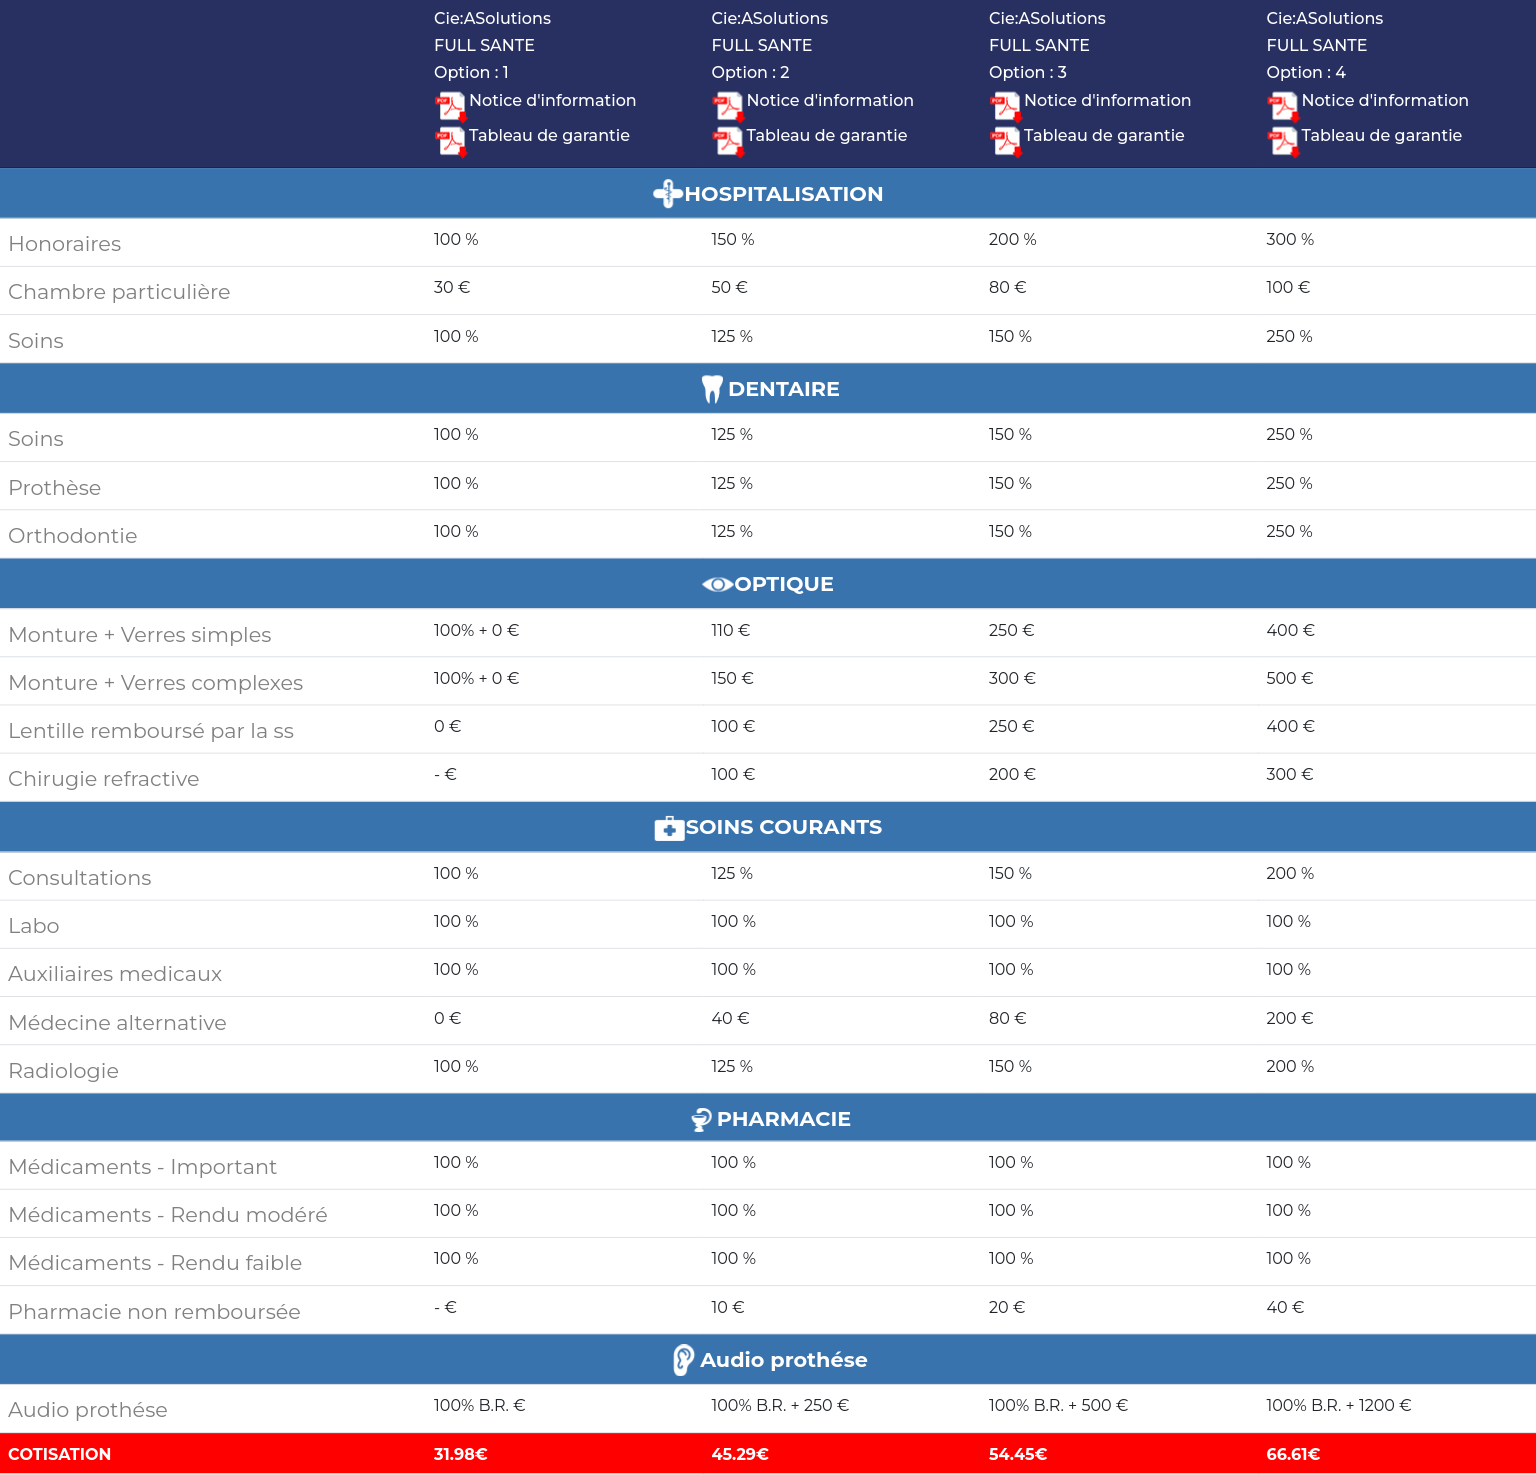 Cie:ASolutions Cie:ASolutions Cie:ASolutions Cie:ASolutions
FULL SANTE FULL SANTE FULL SANTE FULL SANTE
Option : 1 Option : 2 Option : 3 Option : 4
PDF Notice d'information PDF Notice d'information PDF Notice d'information PDF Notice d'information
PDF Tableau de garantie PDF Tableau de garantie PDF Tableau de garantie PDF Tableau de garantie
HOSPITALISATION
Honoraires 100 % 150 % 200 % 300 %
Chambre particulière 30 € 50 € 80 € 100 €
Soins 100 % 125 % 150 % 250 %
DENTAIRE
Soins 100 % 125 % 150 % 250 %
Prothèse 100 % 125 % 150 % 250 %
Orthodontie 100 % 125 % 150 % 250 %
OPTIQUE
Monture + Verres simples 100% + 0 € 110 € 250 € 400 €
Monture + Verres complexes 100% + 0 € 150 € 300 € 500 €
Lentille remboursé par la ss 0 € 100 € 250 € 400 €
Chirugie refractive - € 100 € 200 € 300 €
SOINS COURANTS
Consultations 100 % 125 % 150 % 200 %
Labo 100 % 100 % 100 % 100 %
Auxiliaires medicaux 100 % 100 % 100 % 100 %
Médecine alternative 0 € 40 € 80 € 200 €
Radiologie 100 % 125 % 150 % 200 %
PHARMACIE
Médicaments - Important 100 % 100 % 100 % 100 %
Médicaments - Rendu modéré 100 % 100 % 100 % 100 %
Médicaments - Rendu faible 100 % 100 % 100 % 100 %
Pharmacie non remboursée - € 10 € 20 € 40 €
Audio prothése
Audio prothése 100% B.R. € 100% B.R. + 250 € 100% B.R. + 500 € 100% B.R. + 1200 €
COTISATION 31.98€ 45.29€ 54.45€ 66.61€